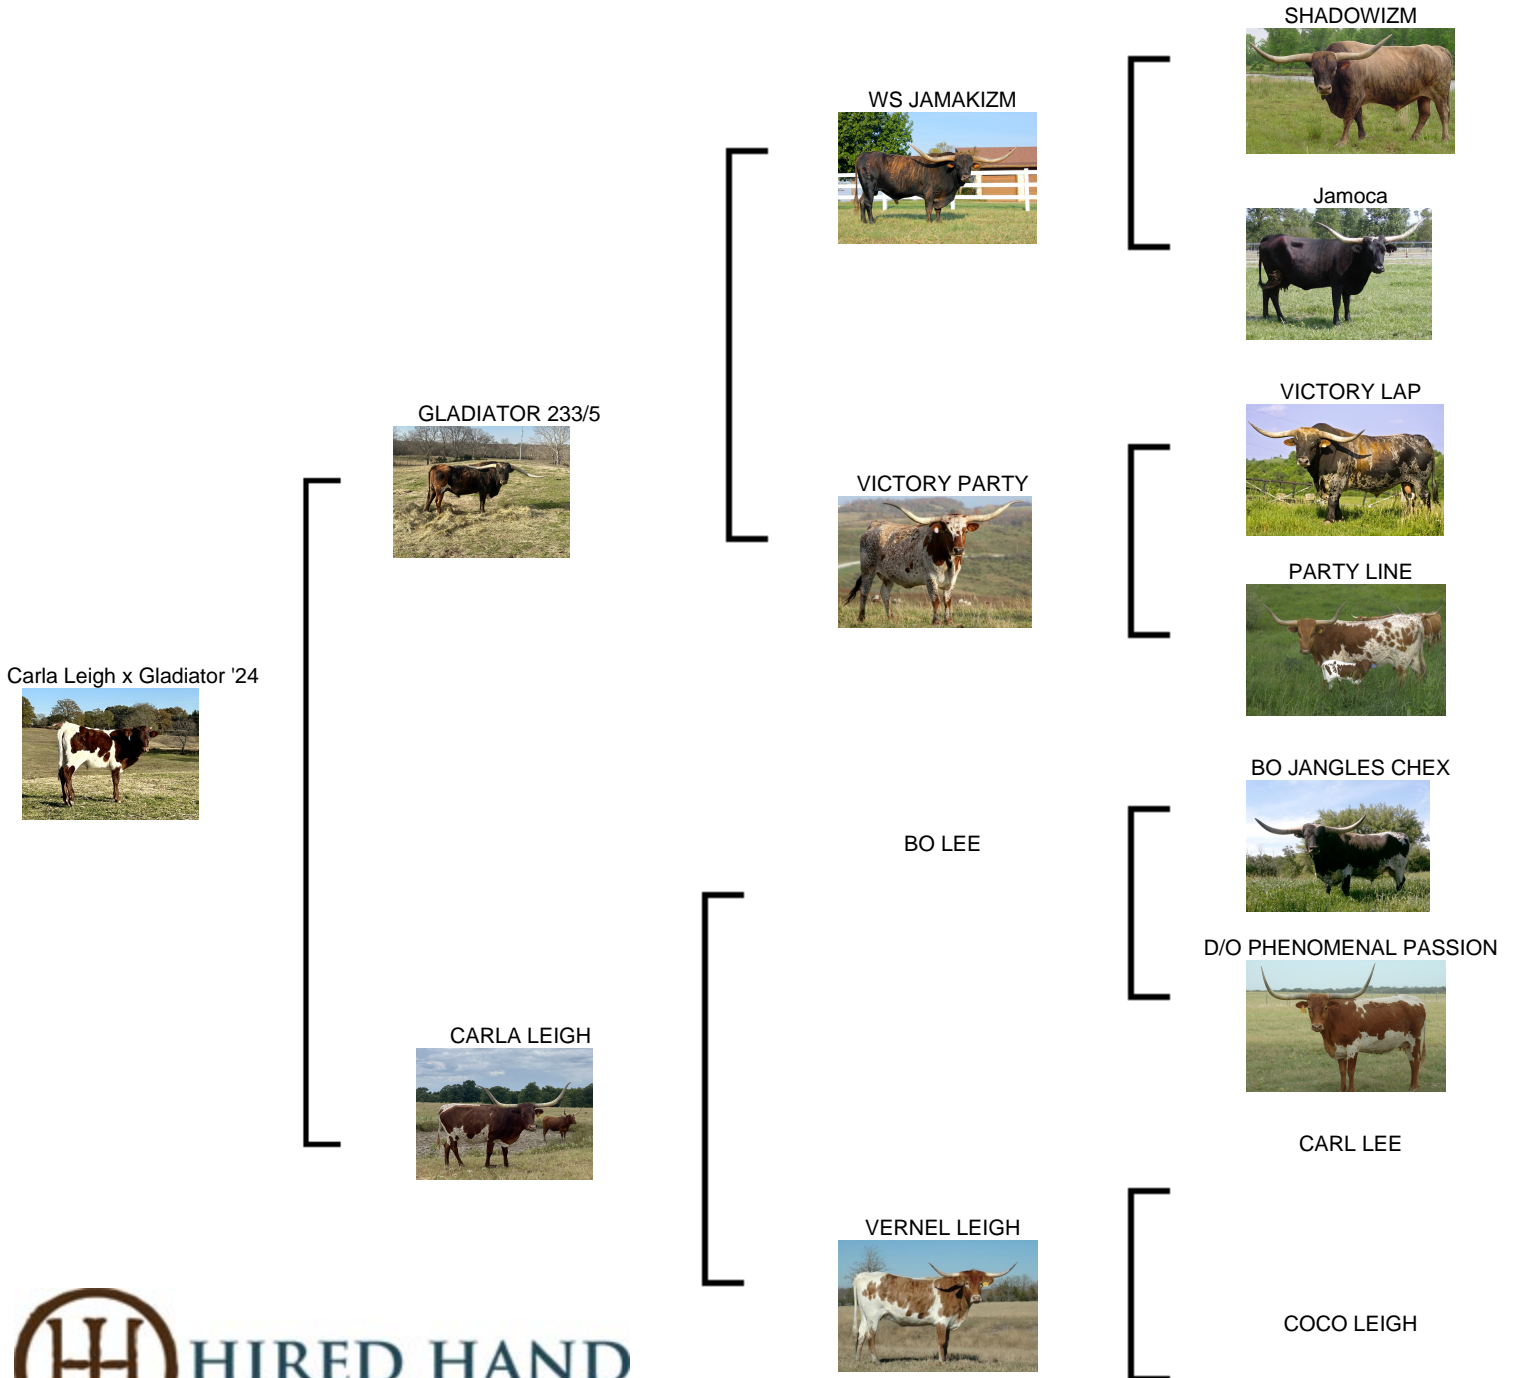 SHADOWIZM
WS JAMAKIZM
Jamoca
VICTORY LAP
GLADIATOR 233/5
VICTORY PARTY
PARTY LINE
Carla Leigh x Gladiator '24
BO JANGLES CHEX
BO LEE
D/O PHENOMENAL PASSION
CARLA LEIGH
CARL LEE
VERNEL LEIGH
COCO LEIGH
HIRED HAND